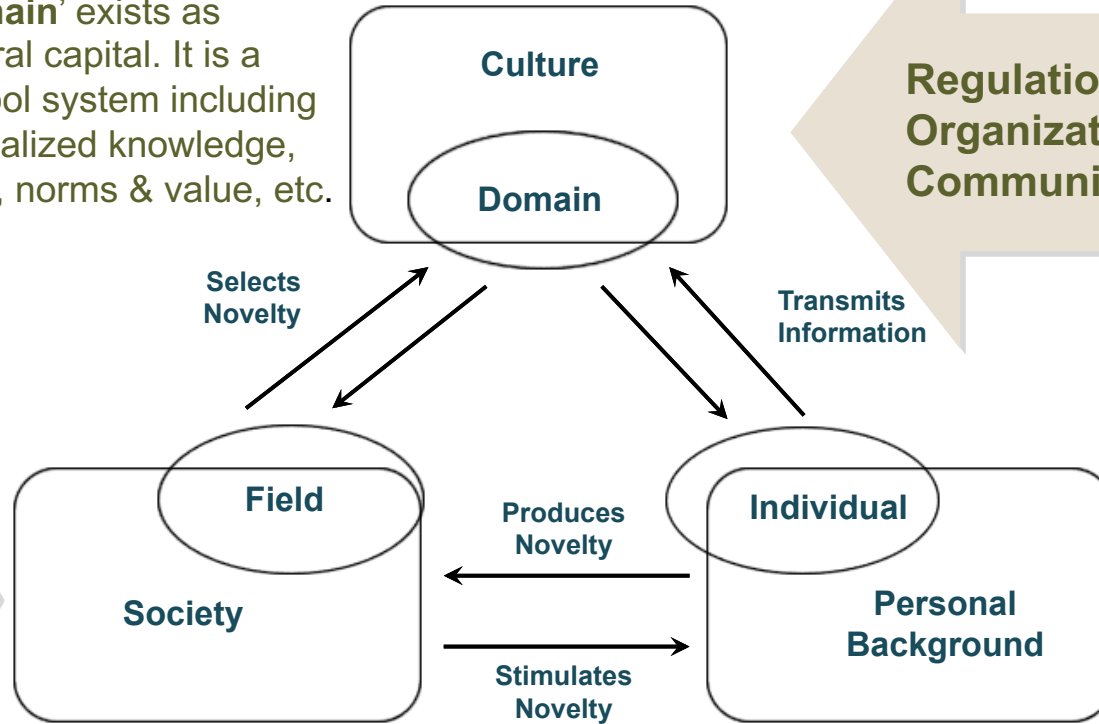 ain' exists as
ral capital. It is a
ool system including
alized knowledge,
, norms & value, etc.
Culture
Domain
Regulatio
Organizat
Communi
Selects
Novelty
Transmits
Information
Field
Individual
Produces
Novelty
Society
Personal
Background
Stimulates
Novelty